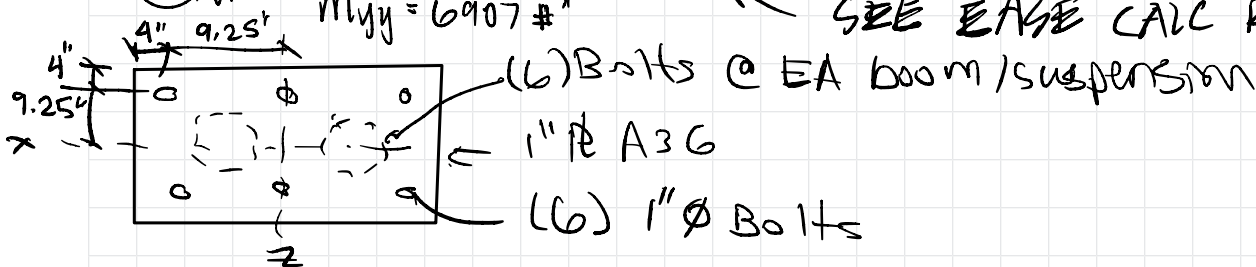 Myy = 6907 #'
SEE EASE CALC
4" 9.25"
4"
9.25"
(6) Bolts @ EA boom/suspension
x
1" ℄ A36
(6) 1" Ø Bolts
Z